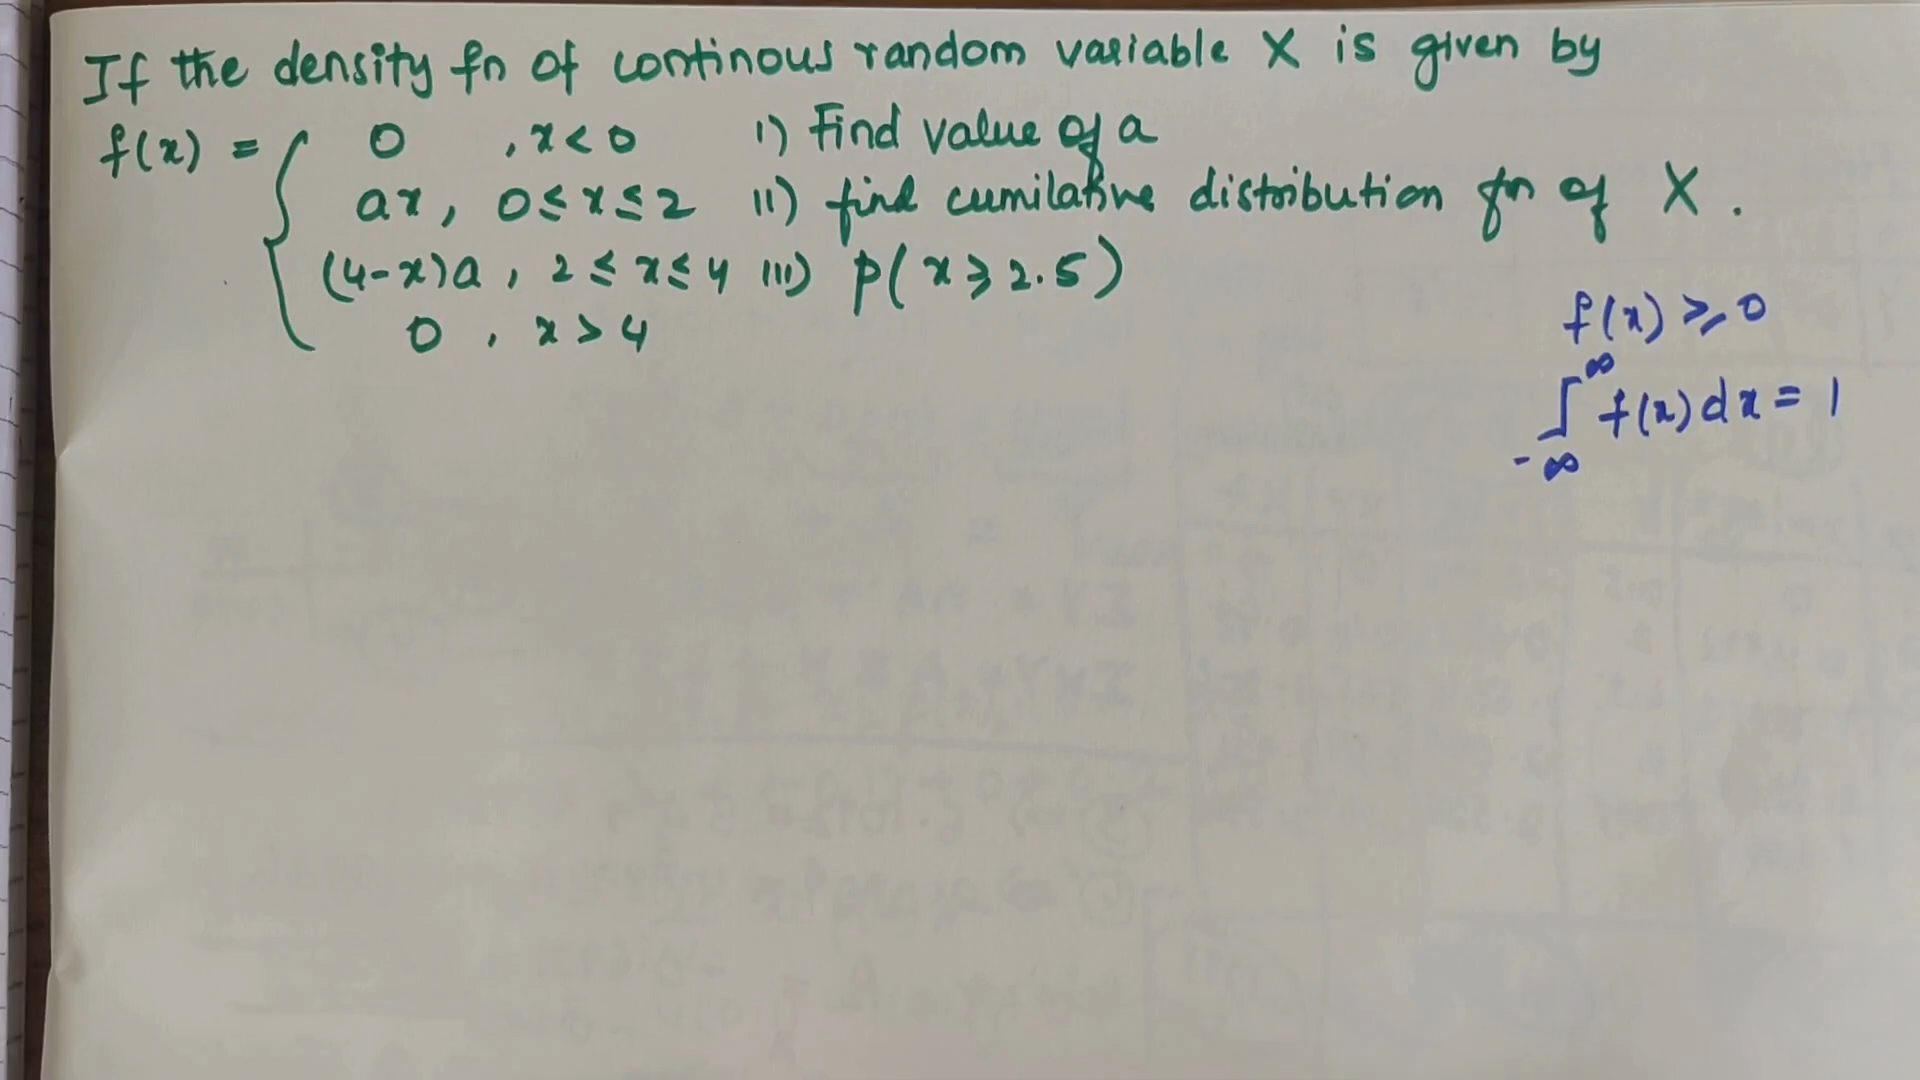 If the density fn of continous random variable X is given by
f(x) = { 0 , x < 0 i) Find value of a
ax, 0 ≤ x ≤ 2 ii) find cumilative distribution fn of X .
(4-x)a , 2 ≤ x ≤ 4 iii) p( x ≥ 2.5)
0 , x > 4
f(x) ≥ 0
∫_{-∞}^{∞} f(x) dx = 1